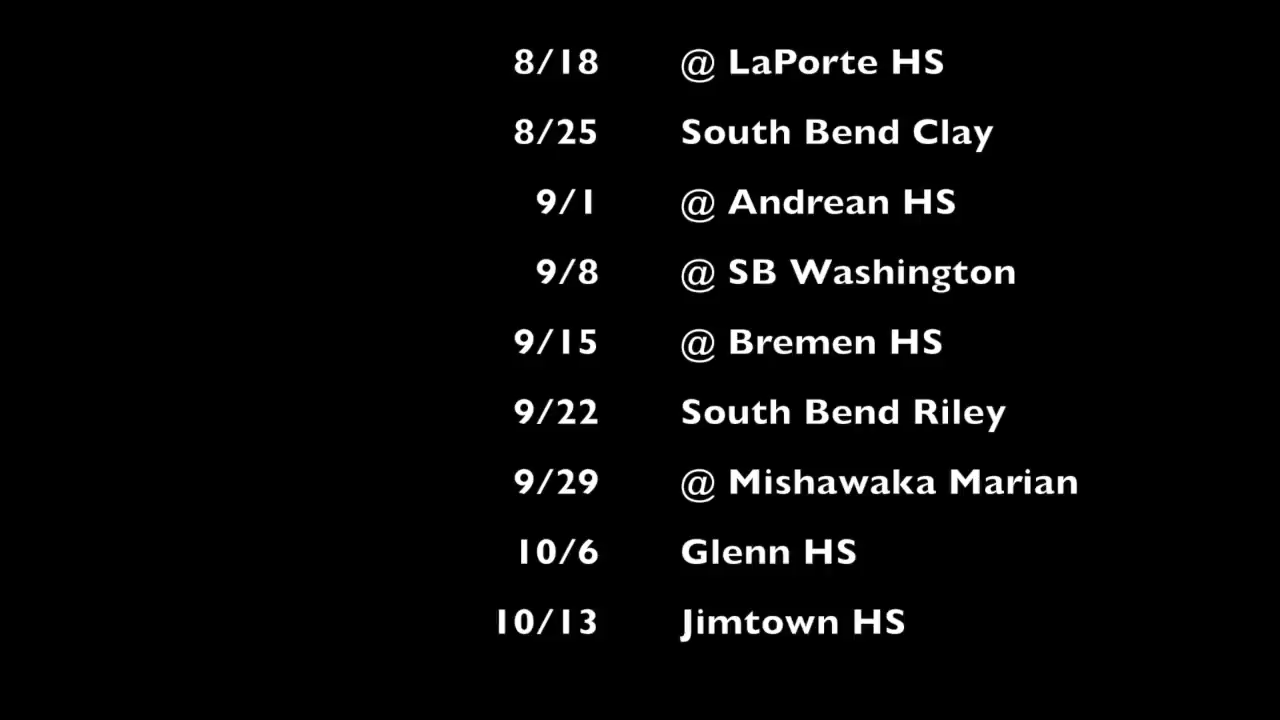 8/18 @ LaPorte HS
8/25 South Bend Clay
9/1 @ Andrean HS
9/8 @ SB Washington
9/15 @ Bremen HS
9/22 South Bend Riley
9/29 @ Mishawaka Marian
10/6 Glenn HS
10/13 Jimtown HS